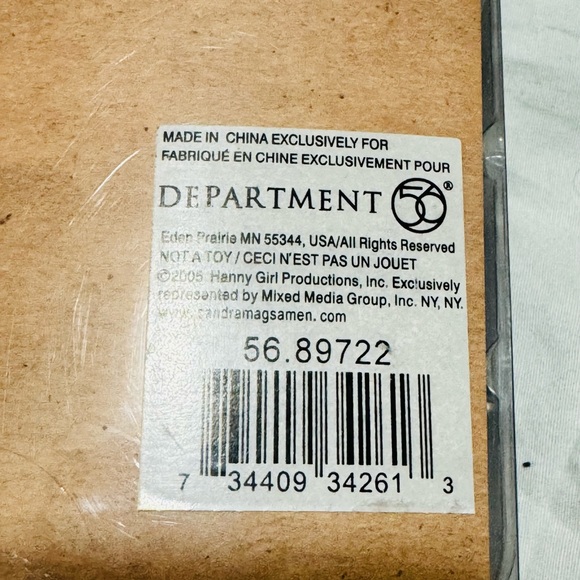 MADE IN CHINA EXCLUSIVELY FOR
FABRIQUÉ EN CHINE EXCLUSIVEMENT POUR
DEPARTMENT 56®
Eden Prairie MN 55344, USA/All Rights Reserved
NOT A TOY / CECI N'EST PAS UN JOUET
©2005 Hanny Girl Productions, Inc. Exclusively
represented by Mixed Media Group, Inc. NY, NY.
www.sandramagsamen.com
56.89722
7 34409 34261 3